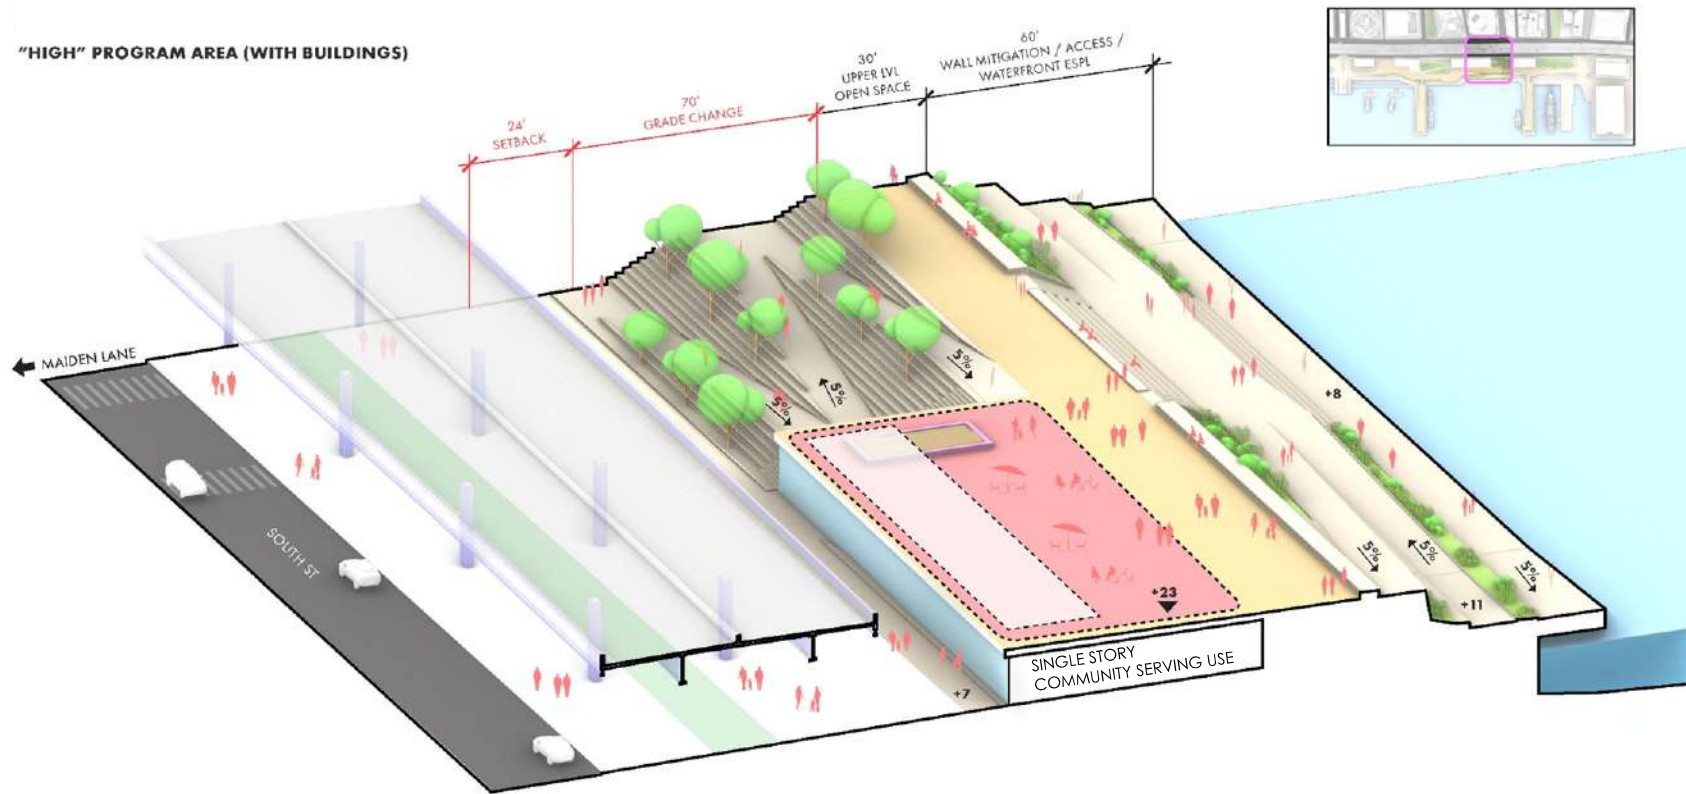 "HIGH" PROGRAM AREA (WITH BUILDINGS)
24'
SETBACK
70'
GRADE CHANGE
30'
UPPER LVL
OPEN SPACE
60'
WALL MITIGATION / ACCESS /
WATERFRONT ESPL
MAIDEN LANE
SOUTH ST
5%
5%
5%
+8
5%
5%
5%
+11
+23
+7
SINGLE STORY
COMMUNITY SERVING USE